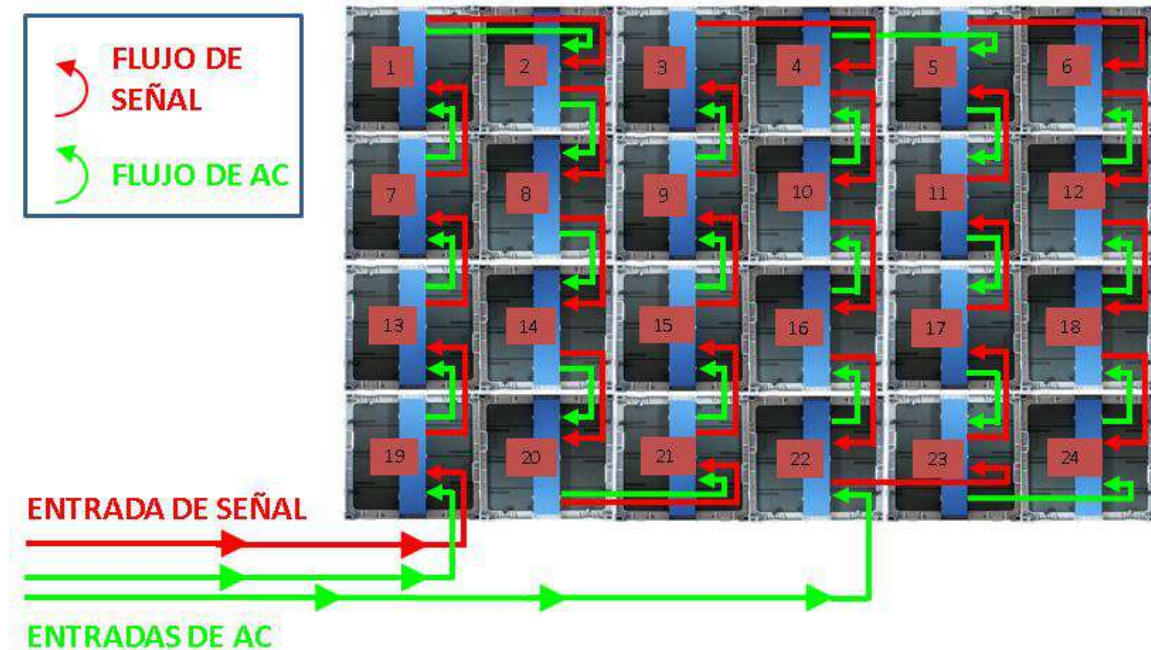 FLUJO DE
SEÑAL
FLUJO DE AC
1 2 3 4 5 6
7 8 9 10 11 12
13 14 15 16 17 18
19 20 21 22 23 24
ENTRADA DE SEÑAL
ENTRADAS DE AC